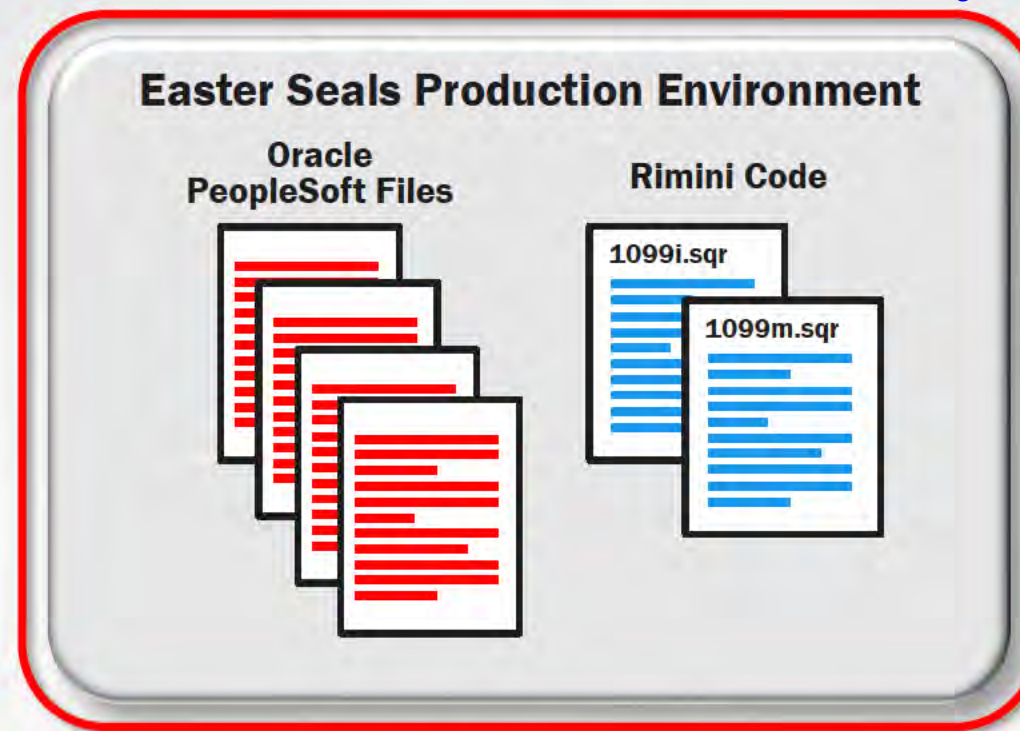 Easter Seals Production Environment
Oracle
PeopleSoft Files
Rimini Code
1099i.sqr
1099m.sqr